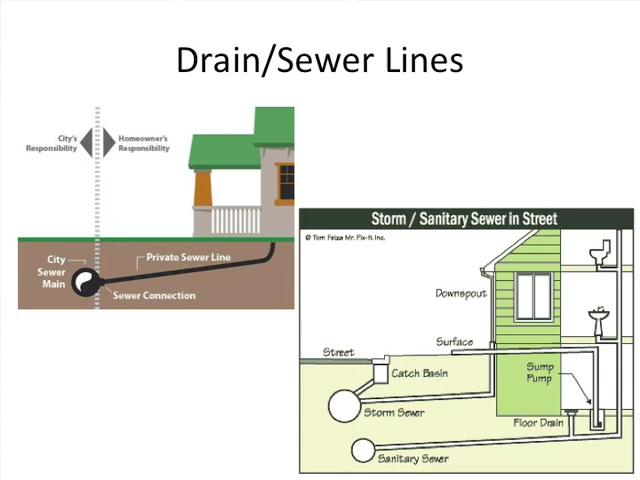 Drain/Sewer Lines
City's
Responsibility
Homeowner's
Responsibility
City
Sewer
Main
Private Sewer Line
Sewer Connection
Storm / Sanitary Sewer in Street
© Tom Feiza Mr. Fix-It Inc.
Downspout
Surface
Street
Catch Basin
Sump
Pump
Storm Sewer
Floor Drain
Sanitary Sewer